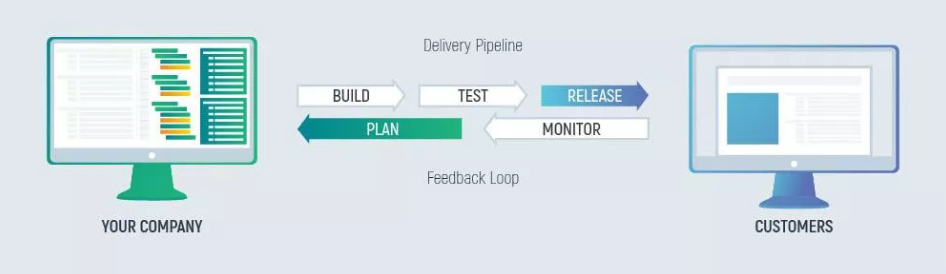 Delivery Pipeline
BUILD
TEST
RELEASE
PLAN
MONITOR
Feedback Loop
YOUR COMPANY
CUSTOMERS